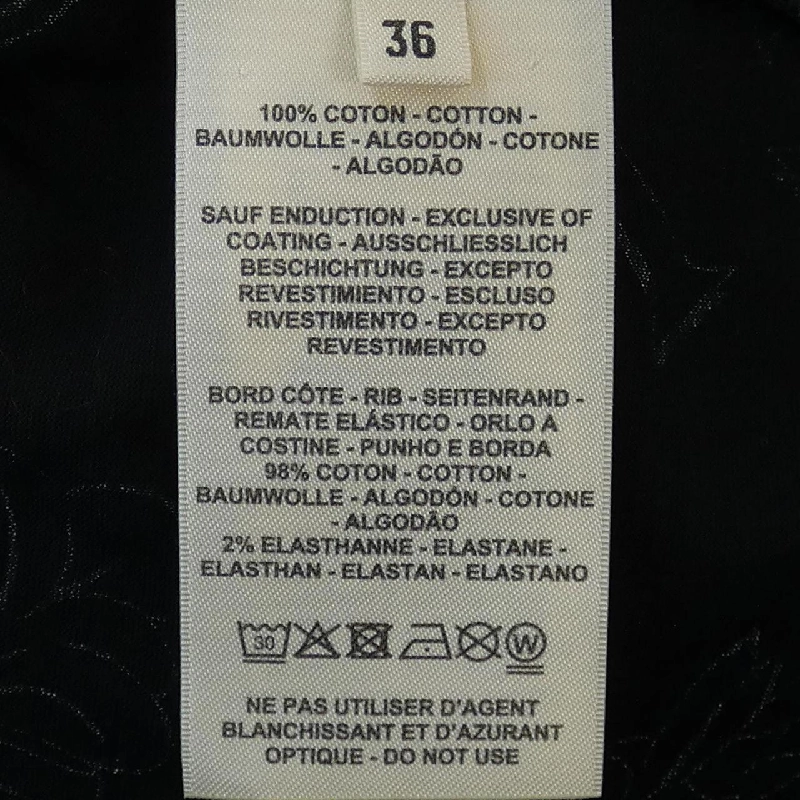 36
100% COTON - COTTON -
BAUMWOLLE - ALGODÓN - COTONE
- ALGODÃO
SAUF ENDUCTION - EXCLUSIVE OF
COATING - AUSSCHLIESSLICH
BESCHICHTUNG - EXCEPTO
REVESTIMIENTO - ESCLUSO
RIVESTIMENTO - EXCEPTO
REVESTIMENTO
BORD CÔTE - RIB - SEITENRAND -
REMATE ELÁSTICO - ORLO A
COSTINE - PUNHO E BORDA
98% COTON - COTTON -
BAUMWOLLE - ALGODÓN - COTONE
- ALGODÃO
2% ELASTHANNE - ELASTANE -
ELASTHAN - ELASTAN - ELASTANO
30 W
NE PAS UTILISER D'AGENT
BLANCHISSANT ET D'AZURANT
OPTIQUE - DO NOT USE